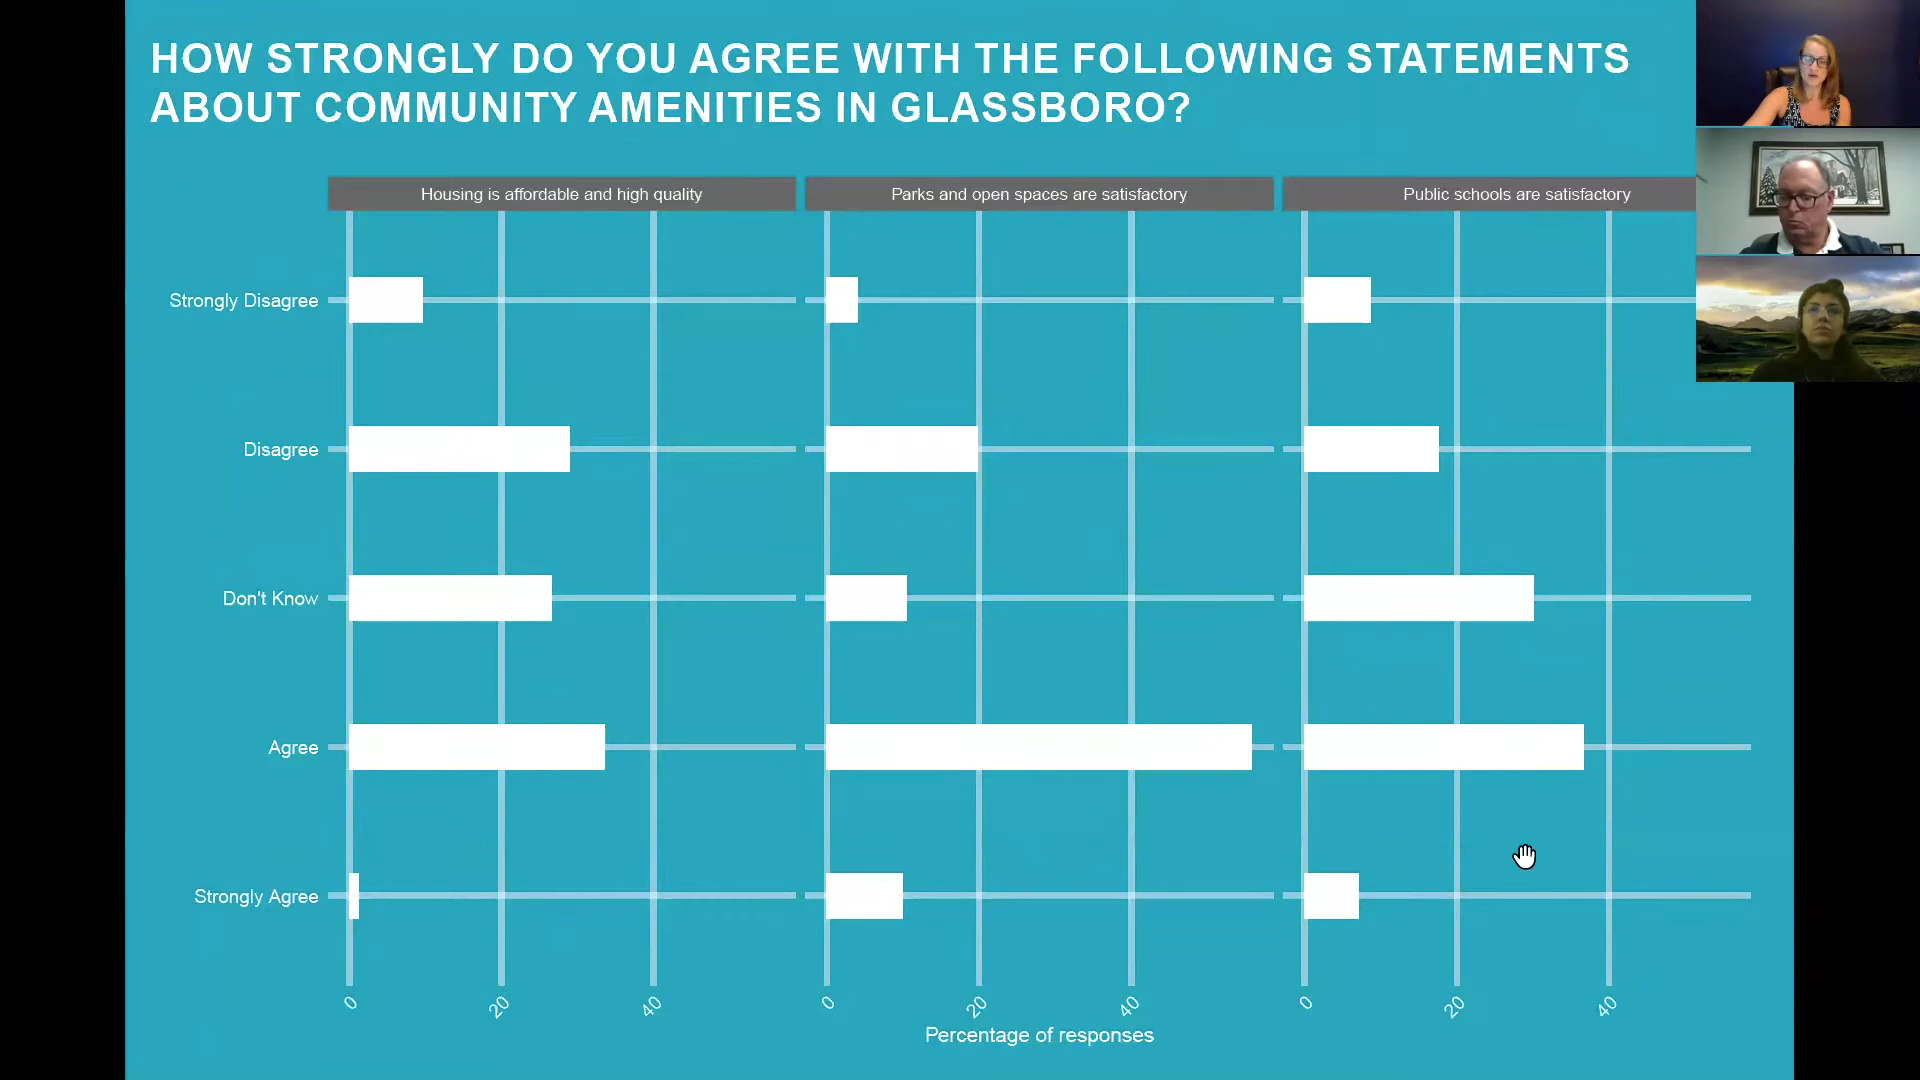 HOW STRONGLY DO YOU AGREE WITH THE FOLLOWING STATEMENTS
ABOUT COMMUNITY AMENITIES IN GLASSBORO?
Housing is affordable and high quality
Parks and open spaces are satisfactory
Public schools are satisfactory
Strongly Disagree
Disagree
Don't Know
Agree
Strongly Agree
0
20
40
0
20
40
0
20
40
Percentage of responses